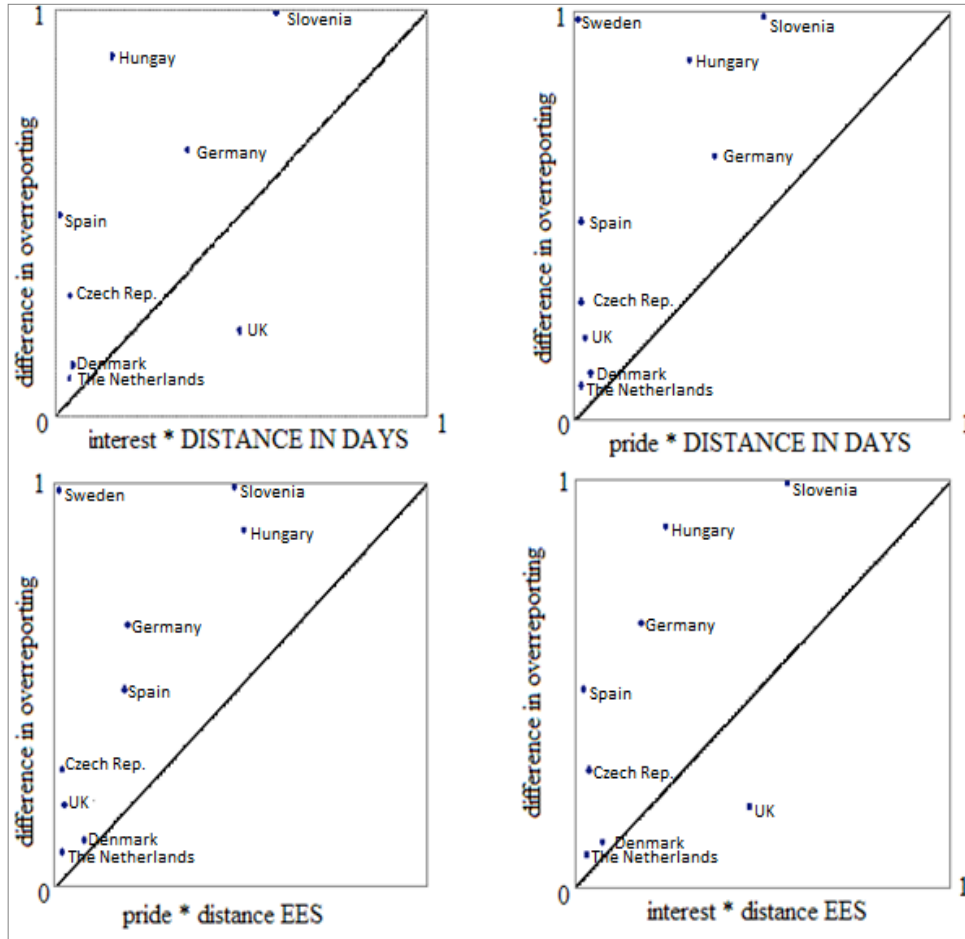 1
Slovenia
Hungay
Germany
Spain
Czech Rep.
UK
Denmark
The Netherlands
difference in overreporting
0
1
interest * DISTANCE IN DAYS
1
Sweden
Slovenia
Hungary
Germany
Spain
Czech Rep.
UK
Denmark
The Netherlands
difference in overreporting
0
1
pride * DISTANCE IN DAYS
1
Sweden
Slovenia
Hungary
Germany
Spain
Czech Rep.
UK
Denmark
The Netherlands
difference in overreporting
0
pride * distance EES
1
Slovenia
Hungary
Germany
Spain
Czech Rep.
UK
Denmark
The Netherlands
difference in overreporting
0
1
interest * distance EES